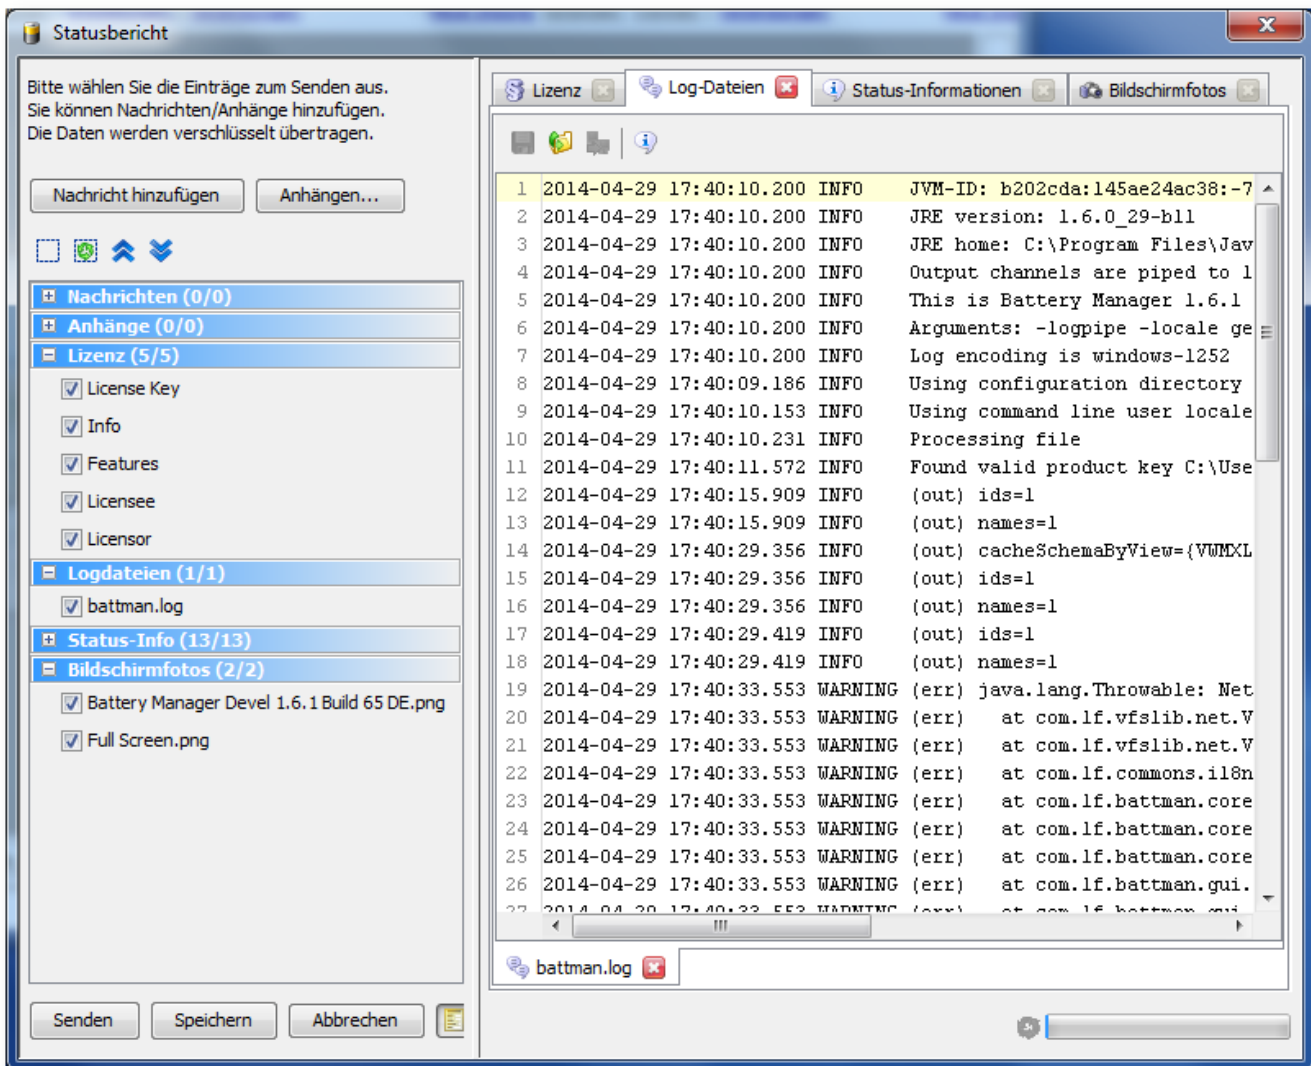 Statusbericht
Bitte wählen Sie die Einträge zum Senden aus.
Sie können Nachrichten/Anhänge hinzufügen.
Die Daten werden verschlüsselt übertragen.
Nachricht hinzufügen
Anhängen...
Nachrichten (0/0)
Anhänge (0/0)
Lizenz (5/5)
License Key
Info
Features
Licensee
Licensor
Logdateien (1/1)
battman.log
Status-Info (13/13)
Bildschirmfotos (2/2)
Battery Manager Devel 1.6.1 Build 65 DE.png
Full Screen.png
Senden
Speichern
Abbrechen
Lizenz
Log-Dateien
Status-Informationen
Bildschirmfotos
1 2014-04-29 17:40:10.200 INFO JVM-ID: b202cda:145ae24ac38:-7
2 2014-04-29 17:40:10.200 INFO JRE version: 1.6.0_29-b11
3 2014-04-29 17:40:10.200 INFO JRE home: C:\Program Files\Jav
4 2014-04-29 17:40:10.200 INFO Output channels are piped to l
5 2014-04-29 17:40:10.200 INFO This is Battery Manager 1.6.1
6 2014-04-29 17:40:10.200 INFO Arguments: -logpipe -locale ge
7 2014-04-29 17:40:10.200 INFO Log encoding is windows-1252
8 2014-04-29 17:40:09.186 INFO Using configuration directory
9 2014-04-29 17:40:10.153 INFO Using command line user locale
10 2014-04-29 17:40:10.231 INFO Processing file
11 2014-04-29 17:40:11.572 INFO Found valid product key C:\Use
12 2014-04-29 17:40:15.909 INFO (out) ids=1
13 2014-04-29 17:40:15.909 INFO (out) names=1
14 2014-04-29 17:40:29.356 INFO (out) cacheSchemaByView={VWMXL
15 2014-04-29 17:40:29.356 INFO (out) ids=1
16 2014-04-29 17:40:29.356 INFO (out) names=1
17 2014-04-29 17:40:29.419 INFO (out) ids=1
18 2014-04-29 17:40:29.419 INFO (out) names=1
19 2014-04-29 17:40:33.553 WARNING (err) java.lang.Throwable: Net
20 2014-04-29 17:40:33.553 WARNING (err) at com.lf.vfslib.net.V
21 2014-04-29 17:40:33.553 WARNING (err) at com.lf.vfslib.net.V
22 2014-04-29 17:40:33.553 WARNING (err) at com.lf.commons.i18n
23 2014-04-29 17:40:33.553 WARNING (err) at com.lf.battman.core
24 2014-04-29 17:40:33.553 WARNING (err) at com.lf.battman.core
25 2014-04-29 17:40:33.553 WARNING (err) at com.lf.battman.core
26 2014-04-29 17:40:33.553 WARNING (err) at com.lf.battman.gui.
27 2014-04-29 17:40:33.553 WARNING (err) at com.lf.battman.gui
battman.log